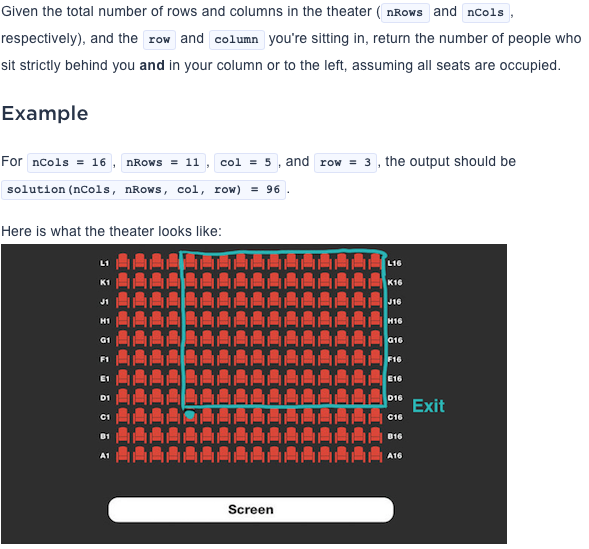 Given the total number of rows and columns in the theater ( nRows and nCols ,
respectively), and the row and column you're sitting in, return the number of people who
sit strictly behind you and in your column or to the left, assuming all seats are occupied.
Example
For nCols = 16 , nRows = 11 , col = 5 , and row = 3 , the output should be
solution(nCols, nRows, col, row) = 96 .
Here is what the theater looks like:
L1 L16
K1 K16
J1 J16
H1 H16
G1 G16
F1 F16
E1 E16
D1 D16
Exit
C1 C16
B1 B16
A1 A16
Screen